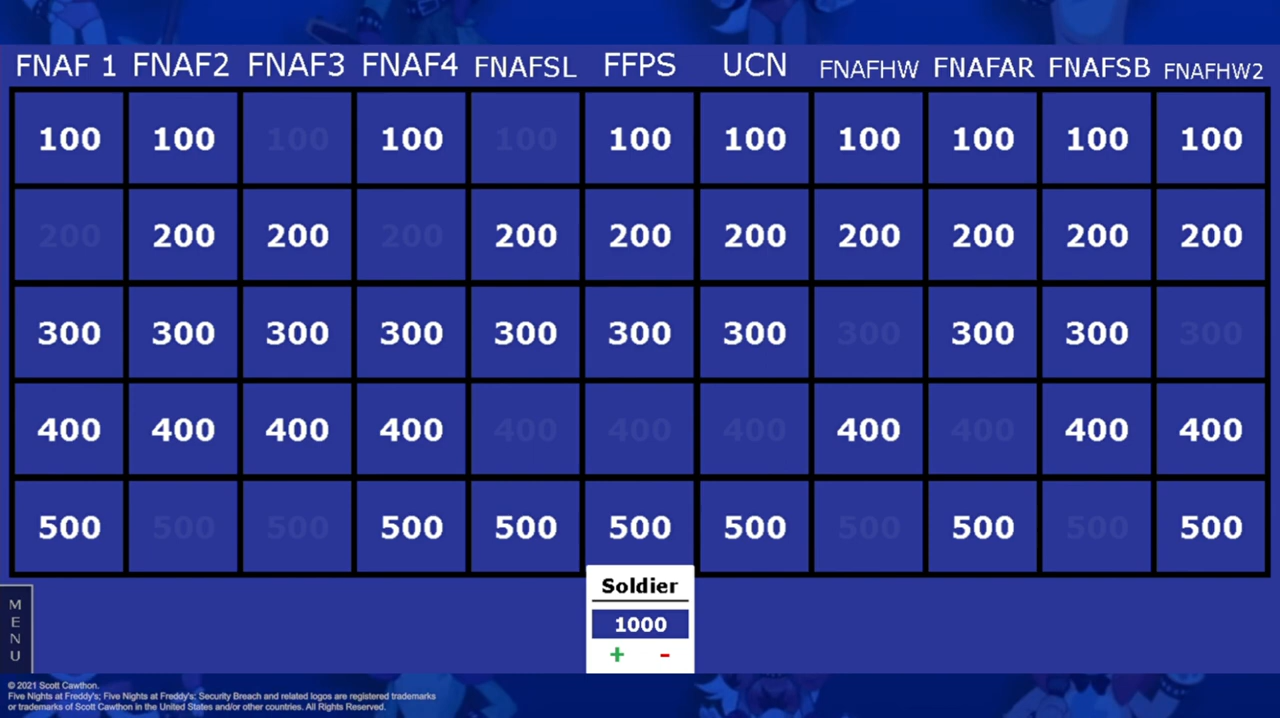 FNAF 1 FNAF2 FNAF3 FNAF4 FNAFSL FFPS UCN FNAFHW FNAFAR FNAFSB FNAFHW2
100 100 100 100 100 100 100 100 100 100 100
200 200 200 200 200 200 200 200 200 200 200
300 300 300 300 300 300 300 300 300 300 300
400 400 400 400 400 400 400 400 400 400 400
500 500 500 500 500 500 500 500 500 500 500
Soldier
1000
+ -
MENU
© 2021 Scott Cawthon.
Five Nights at Freddy's; Five Nights at Freddy's: Security Breach and related logos are registered trademarks
or trademarks of Scott Cawthon in the United States and/or other countries. All Rights Reserved.